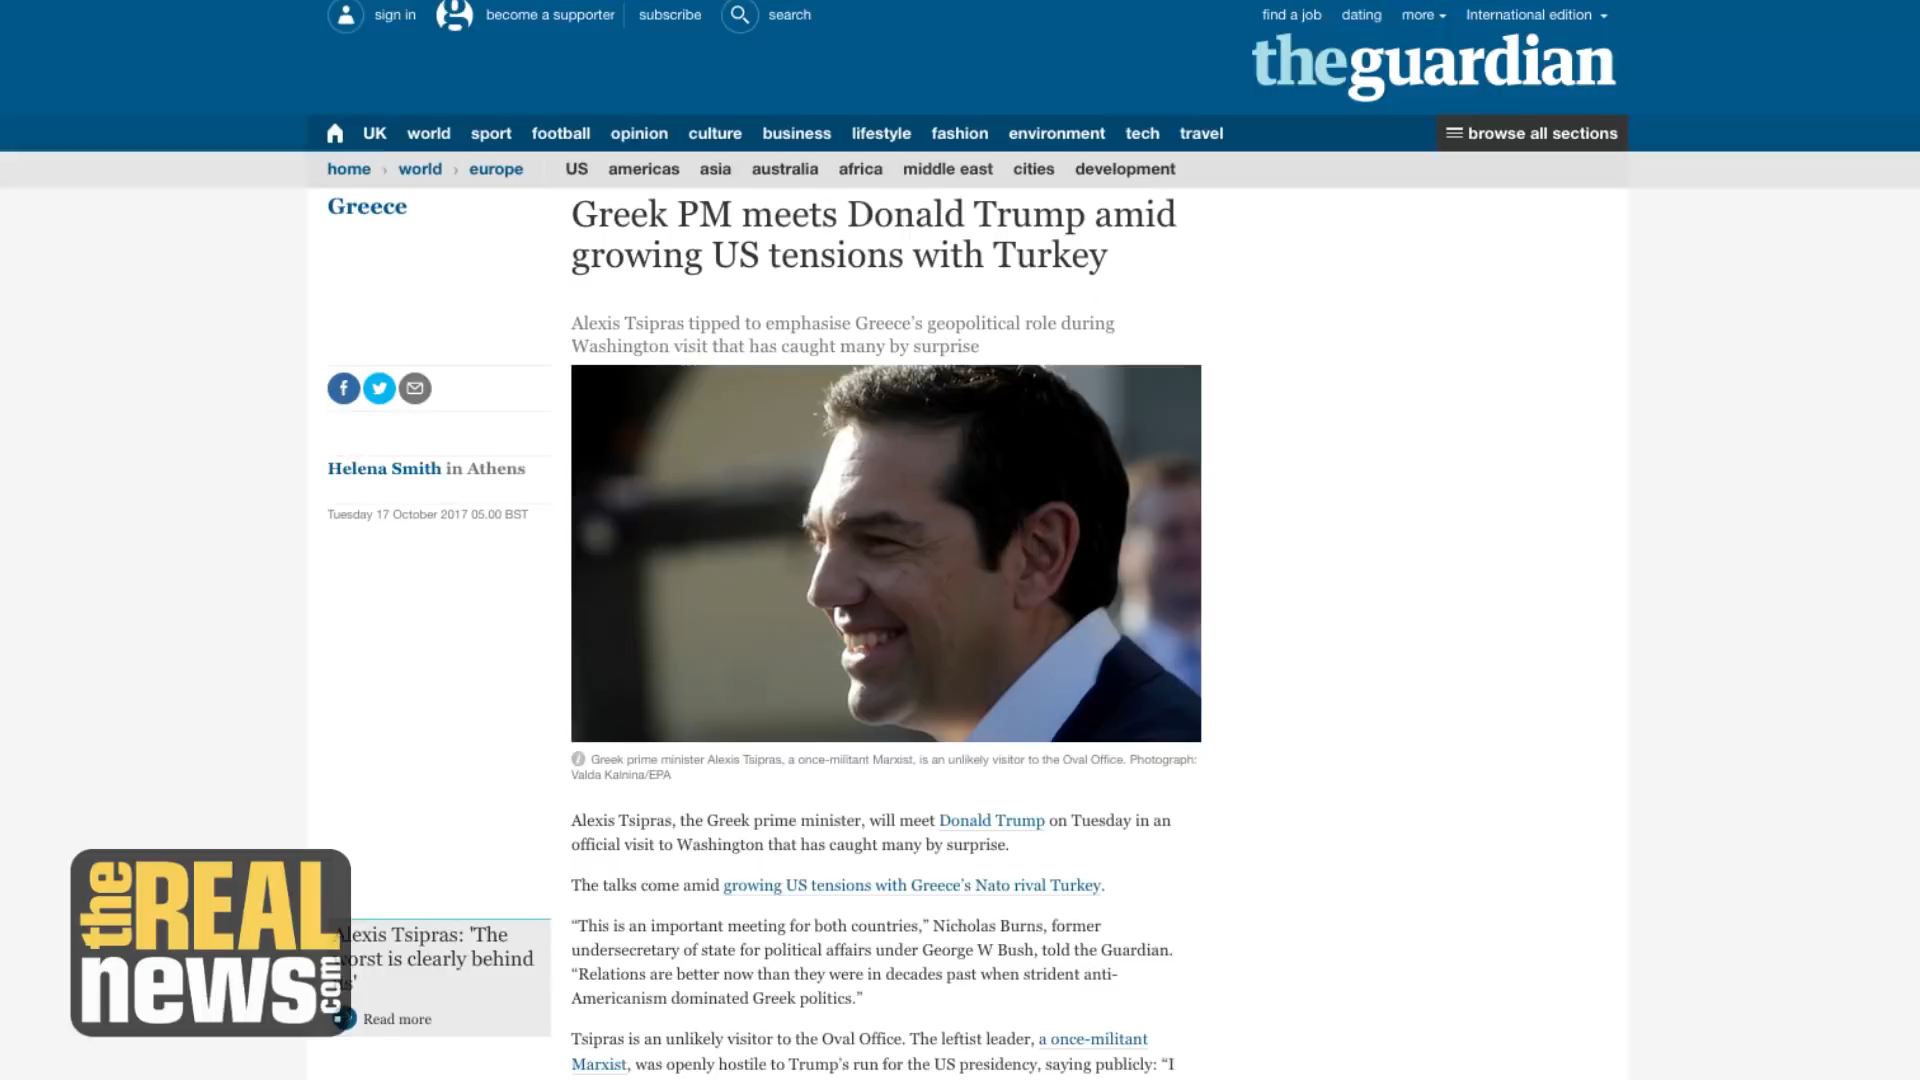 sign in
become a supporter
subscribe
search
find a job
dating
more
International edition
theguardian
UK world sport football opinion culture business lifestyle fashion environment tech travel
browse all sections
home › world › europe
US americas asia australia africa middle east cities development
Greece
Greek PM meets Donald Trump amid
growing US tensions with Turkey
Alexis Tsipras tipped to emphasise Greece’s geopolitical role during
Washington visit that has caught many by surprise
Helena Smith in Athens
Tuesday 17 October 2017 05.00 BST
Greek prime minister Alexis Tsipras, a once-militant Marxist, is an unlikely visitor to the Oval Office. Photograph:
Valda Kalnina/EPA
Alexis Tsipras, the Greek prime minister, will meet Donald Trump on Tuesday in an
official visit to Washington that has caught many by surprise.
The talks come amid growing US tensions with Greece’s Nato rival Turkey.
“This is an important meeting for both countries,” Nicholas Burns, former
undersecretary of state for political affairs under George W Bush, told the Guardian.
“Relations are better now than they were in decades past when strident anti-
Americanism dominated Greek politics.”
Tsipras is an unlikely visitor to the Oval Office. The leftist leader, a once-militant
Marxist, was openly hostile to Trump’s run for the US presidency, saying publicly: “I
Alexis Tsipras: 'The
worst is clearly behind
us'
Read more
the REAL
news.com